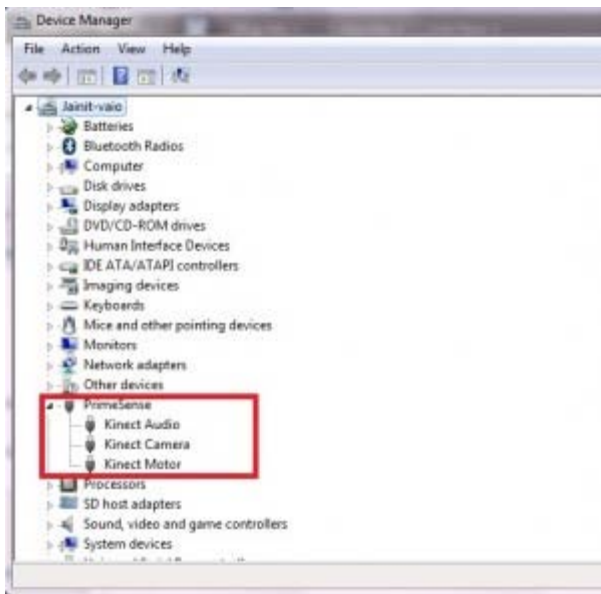 Device Manager
File Action View Help
Jainit-vaio
Batteries
Bluetooth Radios
Computer
Disk drives
Display adapters
DVD/CD-ROM drives
Human Interface Devices
IDE ATA/ATAPI controllers
Imaging devices
Keyboards
Mice and other pointing devices
Monitors
Network adapters
Other devices
PrimeSense
Kinect Audio
Kinect Camera
Kinect Motor
Processors
SD host adapters
Sound, video and game controllers
System devices